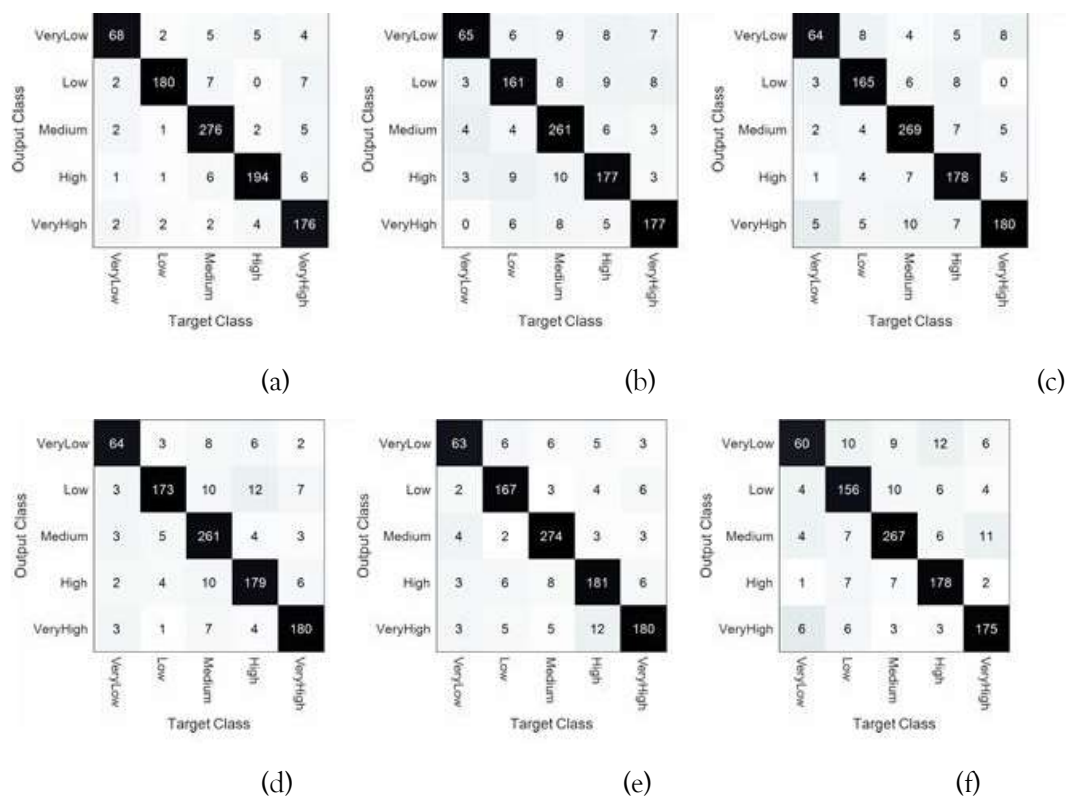 VeryLow 68 2 5 5 4
Low 2 180 7 0 7
Medium 2 1 276 2 5
High 1 1 6 194 6
VeryHigh 2 2 2 4 176
VeryLow Low Medium High VeryHigh
Target Class
Output Class
(a)
VeryLow 65 6 9 8 7
Low 3 161 8 9 8
Medium 4 4 261 6 3
High 3 9 10 177 3
VeryHigh 0 6 8 5 177
VeryLow Low Medium High VeryHigh
Target Class
Output Class
(b)
VeryLow 64 8 4 5 8
Low 3 165 6 8 0
Medium 2 4 269 7 5
High 1 4 7 178 5
VeryHigh 5 5 10 7 180
VeryLow Low Medium High VeryHigh
Target Class
Output Class
(c)
VeryLow 64 3 8 6 2
Low 3 173 10 12 7
Medium 3 5 261 4 3
High 2 4 10 179 6
VeryHigh 3 1 7 4 180
VeryLow Low Medium High VeryHigh
Target Class
Output Class
(d)
VeryLow 63 6 6 5 3
Low 2 167 3 4 6
Medium 4 2 274 3 3
High 3 6 8 181 6
VeryHigh 3 5 5 12 180
VeryLow Low Medium High VeryHigh
Target Class
Output Class
(e)
VeryLow 60 10 9 12 6
Low 4 156 10 6 4
Medium 4 7 267 6 11
High 1 7 7 178 2
VeryHigh 6 6 3 3 175
VeryLow Low Medium High VeryHigh
Target Class
Output Class
(f)